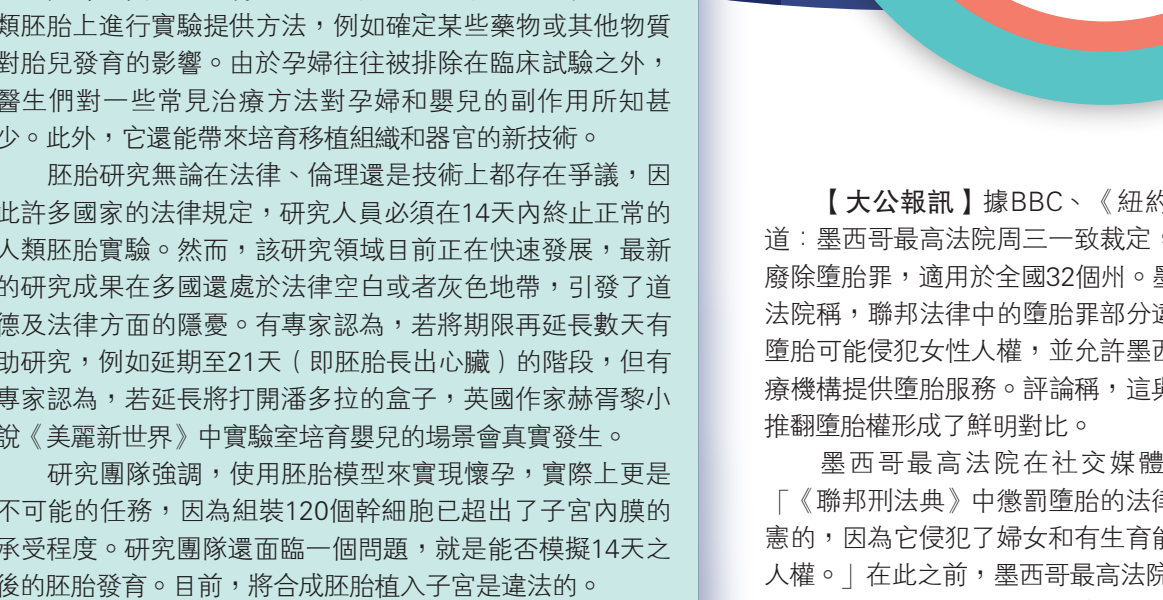 類胚胎上進行實驗提供方法，例如確定某些藥物或其他物質
對胎兒發育的影響。由於孕婦往往被排除在臨床試驗之外，
醫生們對一些常見治療方法對孕婦和嬰兒的副作用所知甚
少。此外，它還能帶來培育移植組織和器官的新技術。
胚胎研究無論在法律、倫理還是技術上都存在爭議，因
此許多國家的法律規定，研究人員必須在14天內終止正常的
人類胚胎實驗。然而，該研究領域目前正在快速發展，最新
的研究成果在多國還處於法律空白或者灰色地帶，引發了道
德及法律方面的隱憂。有專家認為，若將期限再延長數天有
助研究，例如延期至21天（即胚胎長出心臟）的階段，但有
專家認為，若延長將打開潘多拉的盒子，英國作家赫胥黎小
說《美麗新世界》中實驗室培育嬰兒的場景會真實發生。
研究團隊強調，使用胚胎模型來實現懷孕，實際上更是
不可能的任務，因為組裝120個幹細胞已超出了子宮內膜的
承受程度。研究團隊還面臨一個問題，就是能否模擬14天之
後的胚胎發育。目前，將合成胚胎植入子宮是違法的。
【大公報訊】據BBC、《紐約
道：墨西哥最高法院周三一致裁定，
廢除墮胎罪，適用於全國32個州。墨
法院稱，聯邦法律中的墮胎罪部分違
墮胎可能侵犯女性人權，並允許墨西
療機構提供墮胎服務。評論稱，這與
推翻墮胎權形成了鮮明對比。
墨西哥最高法院在社交媒體
「《聯邦刑法典》中懲罰墮胎的法律
憲的，因為它侵犯了婦女和有生育能
人權。」在此之前，墨西哥最高法院